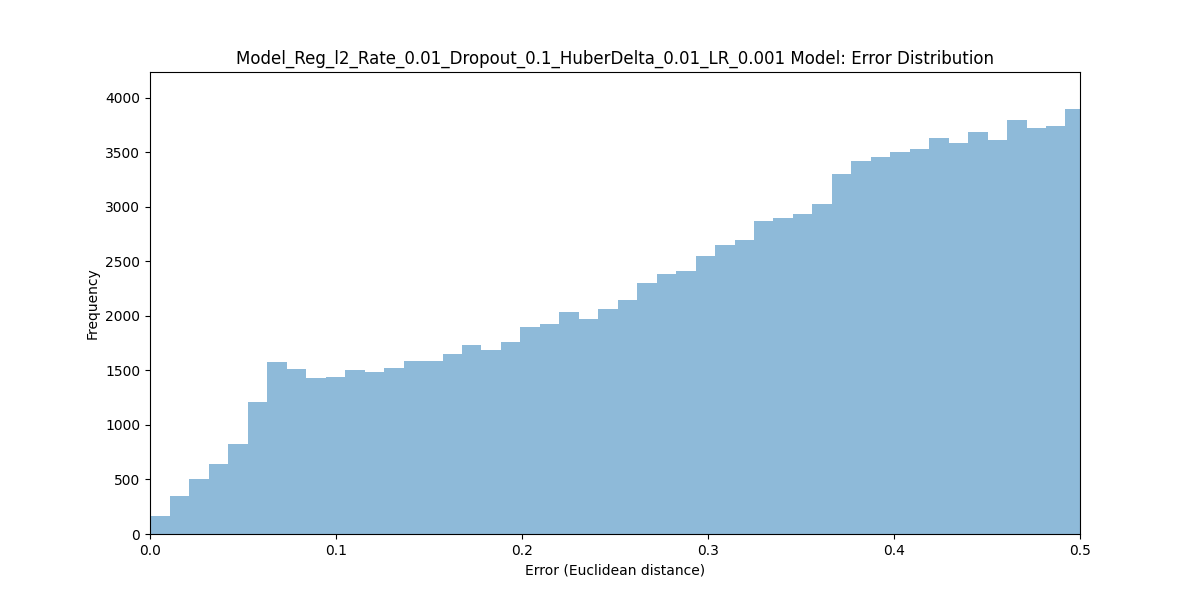 Model_Reg_l2_Rate_0.01_Dropout_0.1_HuberDelta_0.01_LR_0.001 Model: Error Distribution
4000
3500
3000
2500
2000
1500
1000
500
0
Frequency
0.0 0.1 0.2 0.3 0.4 0.5
Error (Euclidean distance)